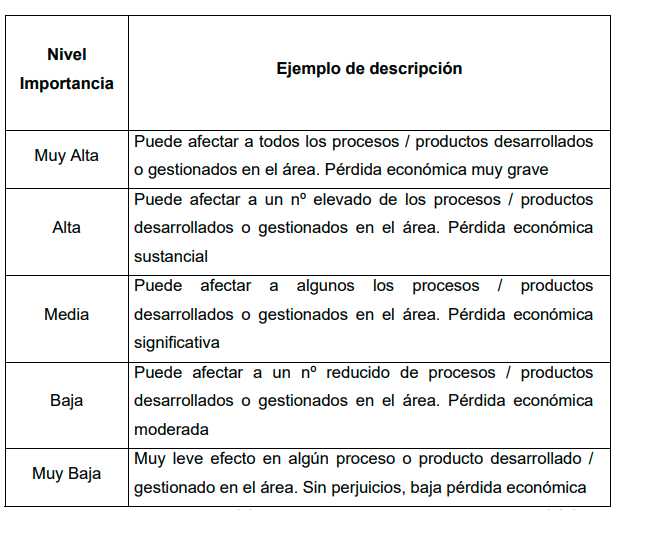 Nivel
Importancia
Ejemplo de descripción
Muy Alta
Puede afectar a todos los procesos / productos desarrollados
o gestionados en el área. Pérdida económica muy grave
Alta
Puede afectar a un nº elevado de los procesos / productos
desarrollados o gestionados en el área. Pérdida económica
sustancial
Media
Puede afectar a algunos los procesos / productos
desarrollados o gestionados en el área. Pérdida económica
significativa
Baja
Puede afectar a un nº reducido de procesos / productos
desarrollados o gestionados en el área. Pérdida económica
moderada
Muy Baja
Muy leve efecto en algún proceso o producto desarrollado /
gestionado en el área. Sin perjuicios, baja pérdida económica